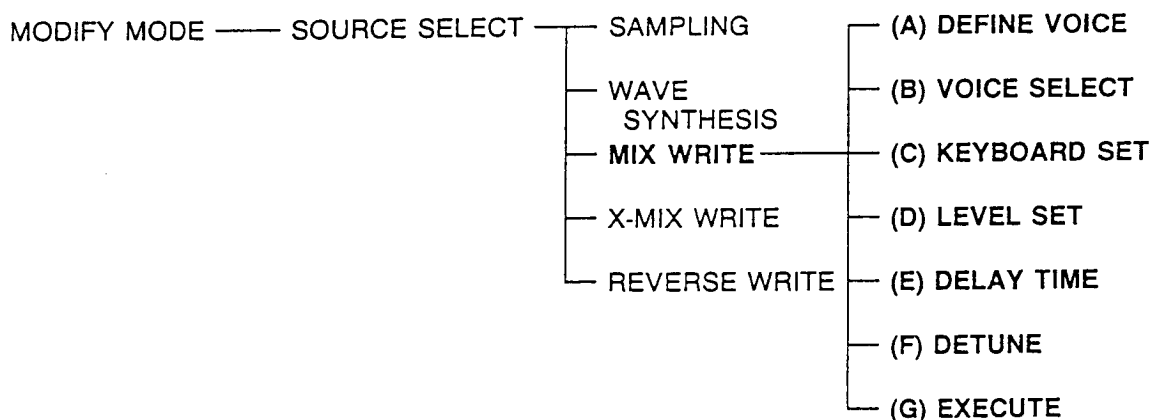 MODIFY MODE
SOURCE SELECT
SAMPLING
WAVE
SYNTHESIS
MIX WRITE
X-MIX WRITE
REVERSE WRITE
(A) DEFINE VOICE
(B) VOICE SELECT
(C) KEYBOARD SET
(D) LEVEL SET
(E) DELAY TIME
(F) DETUNE
(G) EXECUTE